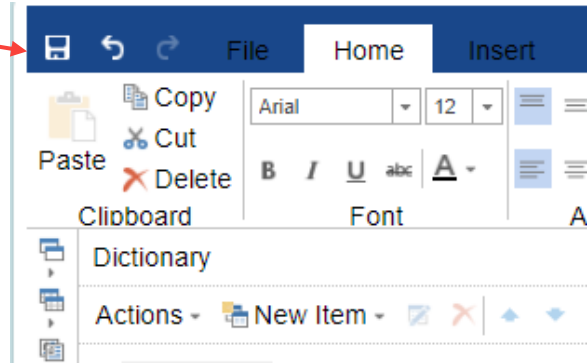 File Home Insert
Copy
Arial 12
Cut
Paste
B I U abc A
Delete
Clipboard Font A
Dictionary
Actions New Item